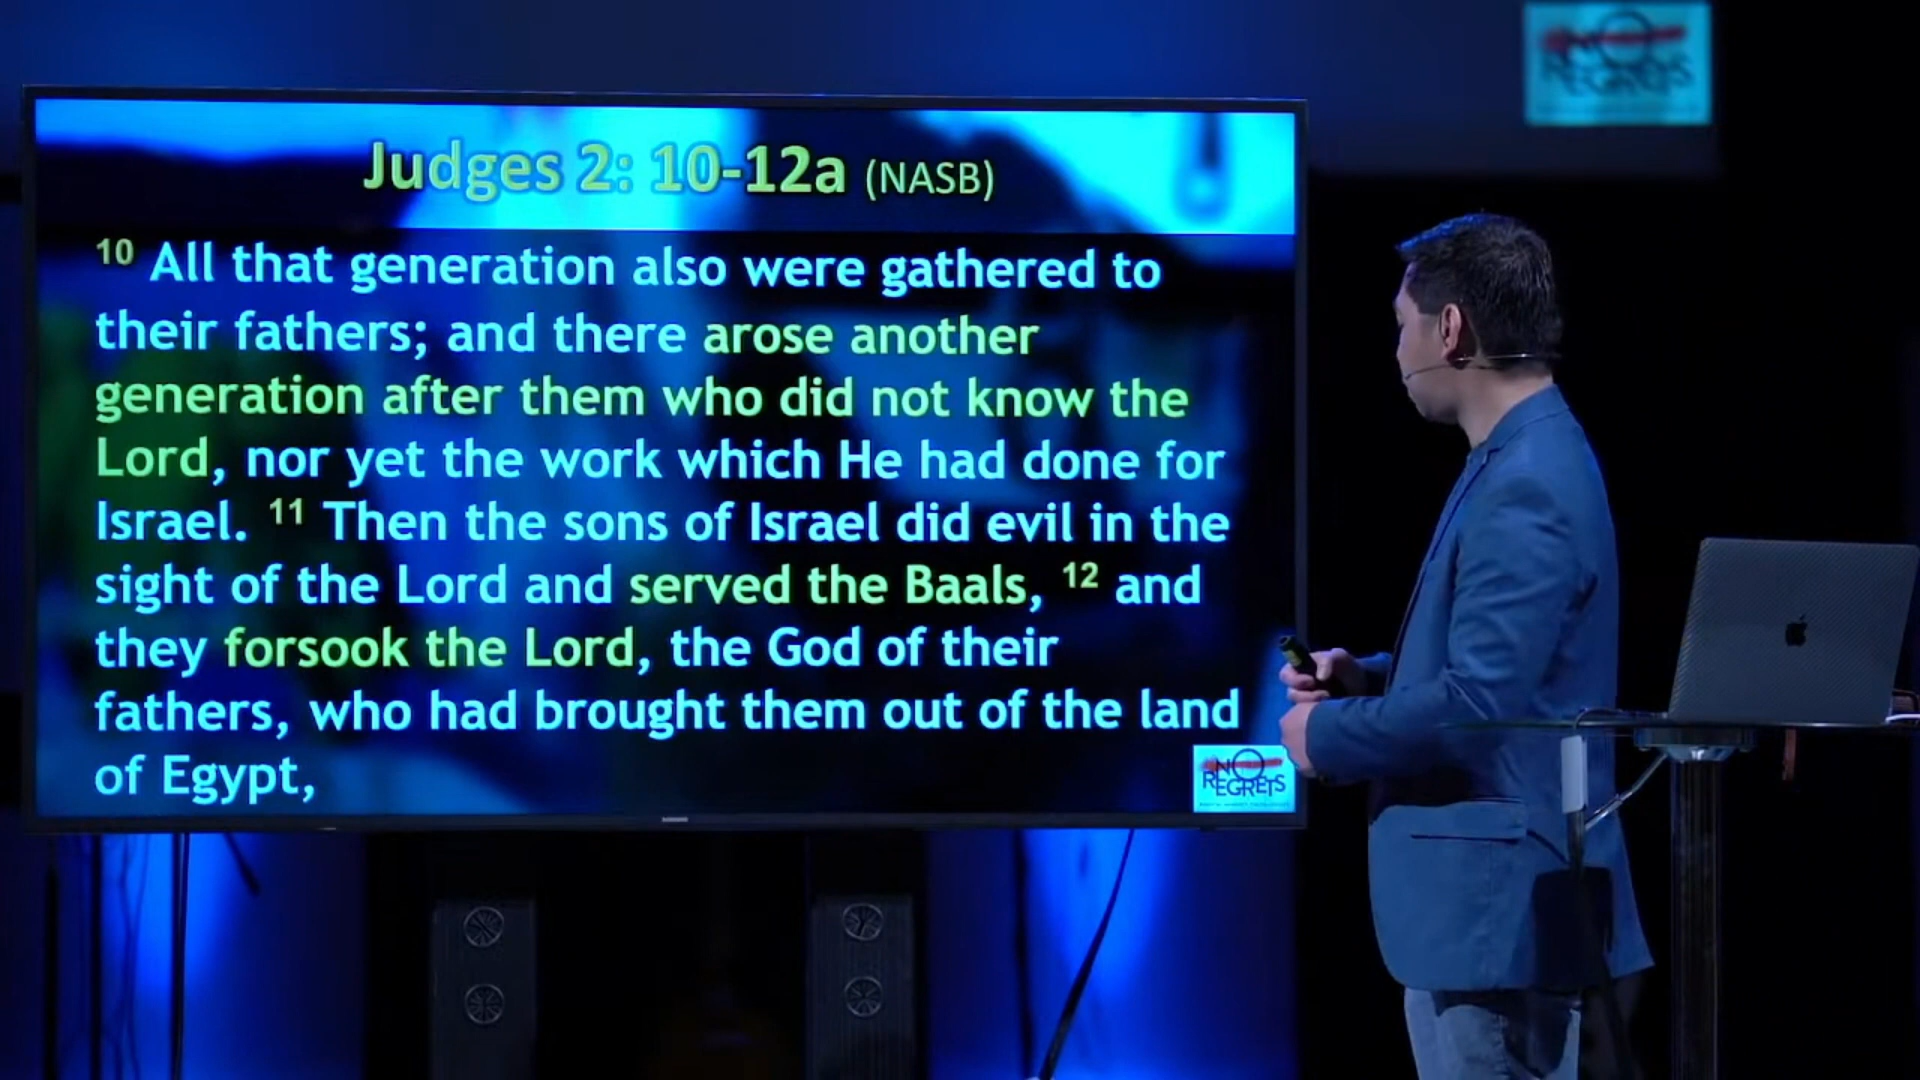 NO
REGRETS
Judges 2: 10-12a (NASB)
10 All that generation also were gathered to
their fathers; and there arose another
generation after them who did not know the
Lord, nor yet the work which He had done for
Israel. 11 Then the sons of Israel did evil in the
sight of the Lord and served the Baals, 12 and
they forsook the Lord, the God of their
fathers, who had brought them out of the land
of Egypt,
NO
REGRETS